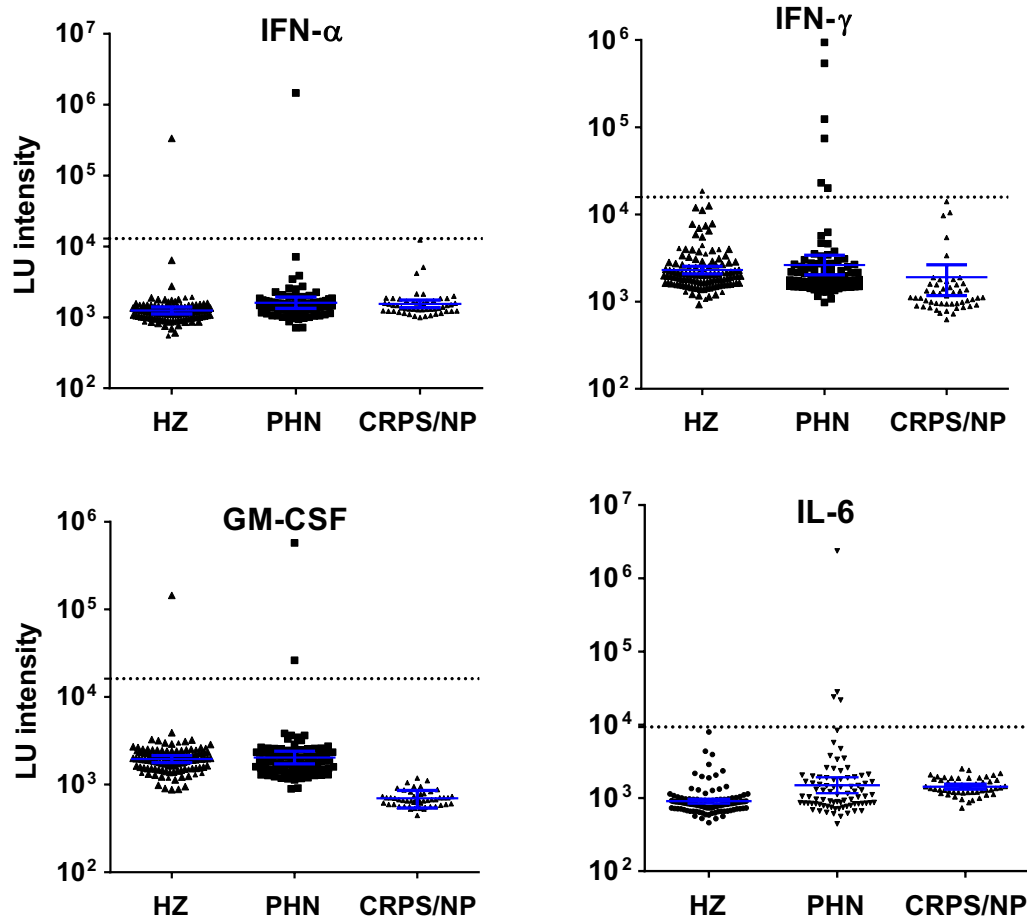 IFN-α
LU intensity
10⁷
10⁶
10⁵
10⁴
10³
10²
HZ PHN CRPS/NP
IFN-γ
10⁶
10⁵
10⁴
10³
10²
HZ PHN CRPS/NP
GM-CSF
LU intensity
10⁶
10⁵
10⁴
10³
10²
HZ PHN CRPS/NP
IL-6
10⁷
10⁶
10⁵
10⁴
10³
10²
HZ PHN CRPS/NP